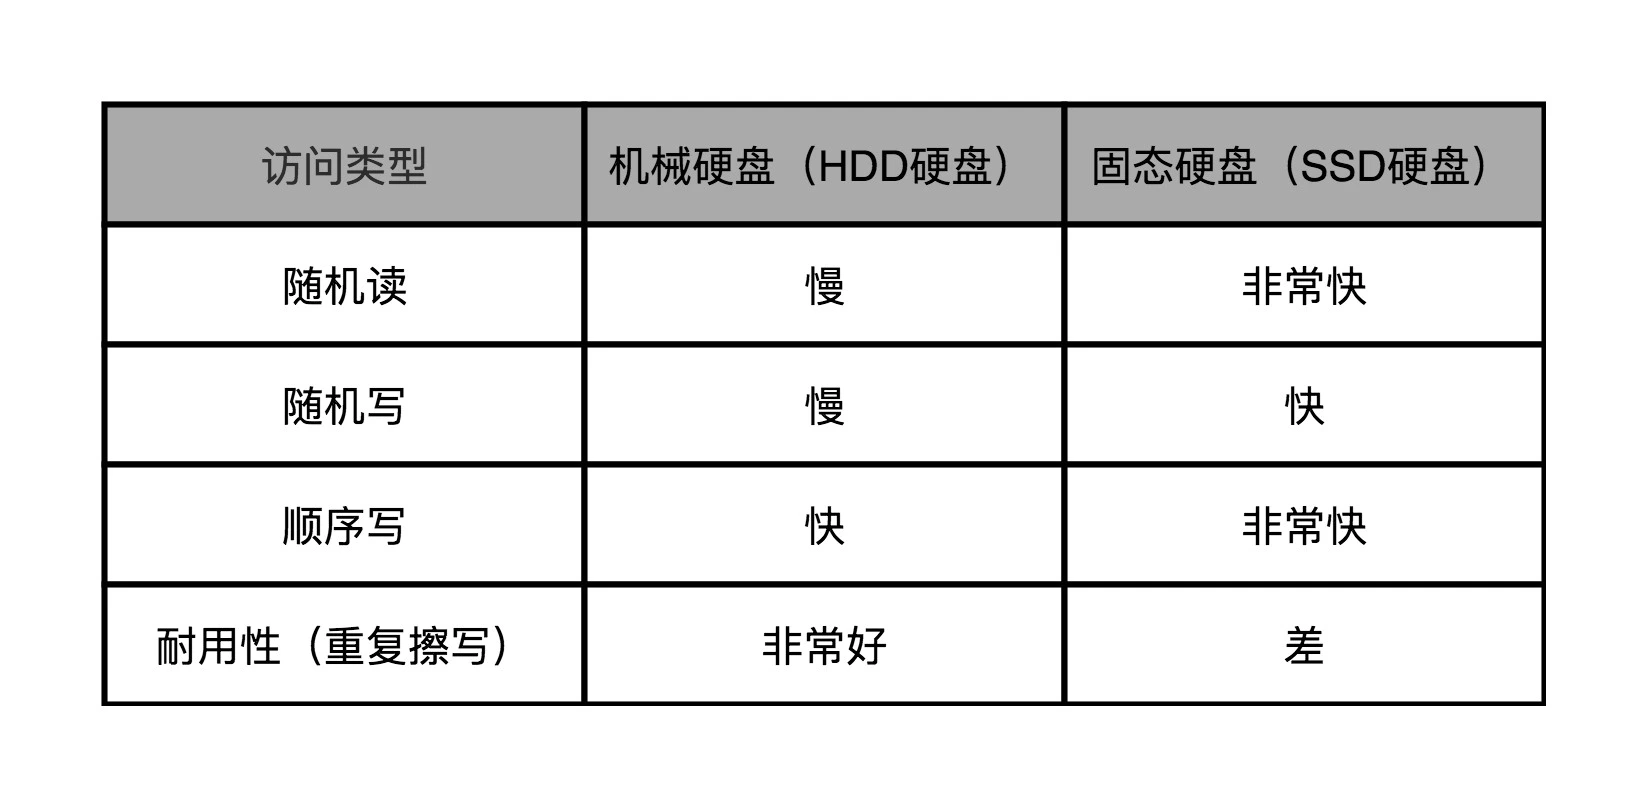 访问类型 机械硬盘（HDD硬盘） 固态硬盘（SSD硬盘）
随机读 慢 非常快
随机写 慢 快
顺序写 快 非常快
耐用性（重复擦写） 非常好 差